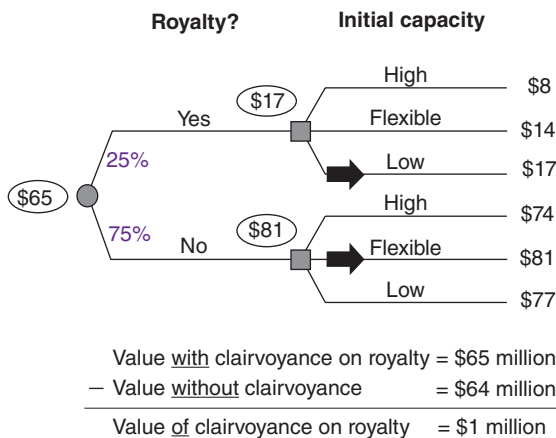 Royalty? Initial capacity
High $8
$17
Yes Flexible $14
25% Low $17
$65
High $74
75% $81
No Flexible $81
Low $77
Value with clairvoyance on royalty = $65 million
– Value without clairvoyance = $64 million
Value of clairvoyance on royalty = $1 million